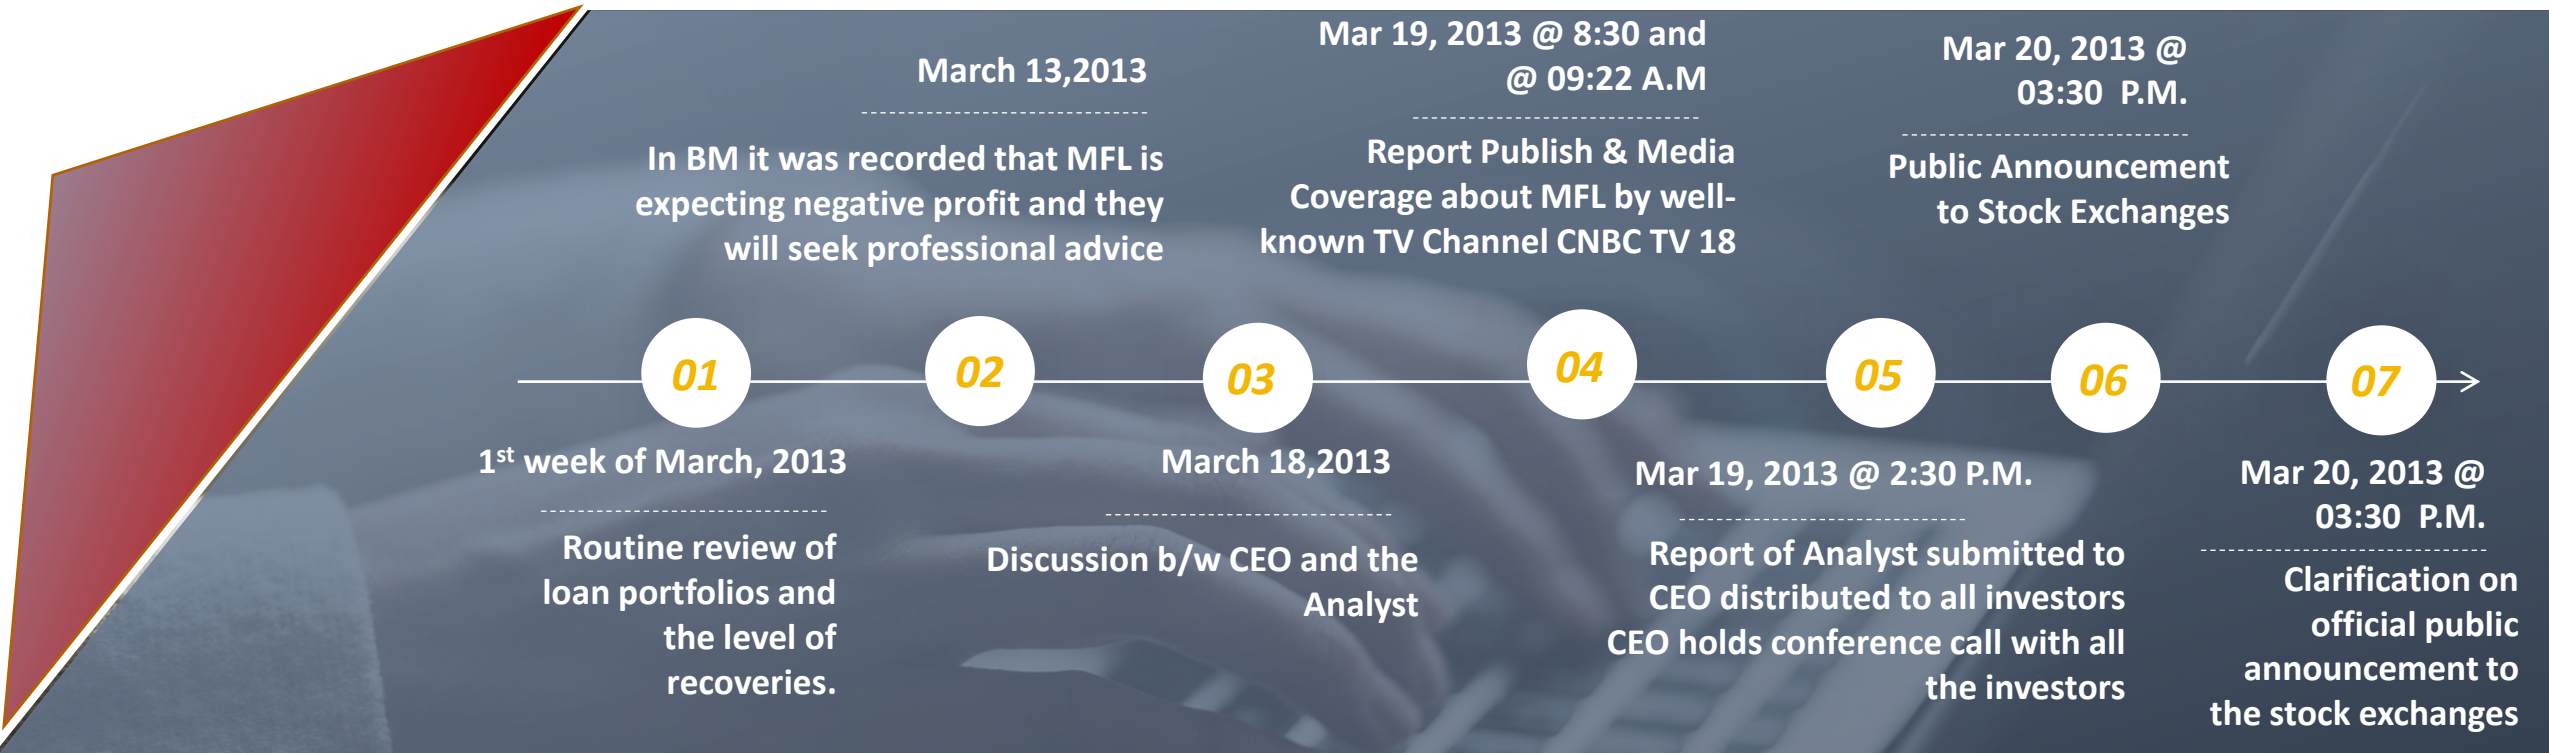 March 13,2013
In BM it was recorded that MFL is
expecting negative profit and they
will seek professional advice
Mar 19, 2013 @ 8:30 and
@ 09:22 A.M
Report Publish & Media
Coverage about MFL by well-
known TV Channel CNBC TV 18
Mar 20, 2013 @
03:30 P.M.
Public Announcement
to Stock Exchanges
01
02
03
04
05
06
07
1st week of March, 2013
Routine review of
loan portfolios and
the level of
recoveries.
March 18,2013
Discussion b/w CEO and the
Analyst
Mar 19, 2013 @ 2:30 P.M.
Report of Analyst submitted to
CEO distributed to all investors
CEO holds conference call with all
the investors
Mar 20, 2013 @
03:30 P.M.
Clarification on
official public
announcement to
the stock exchanges